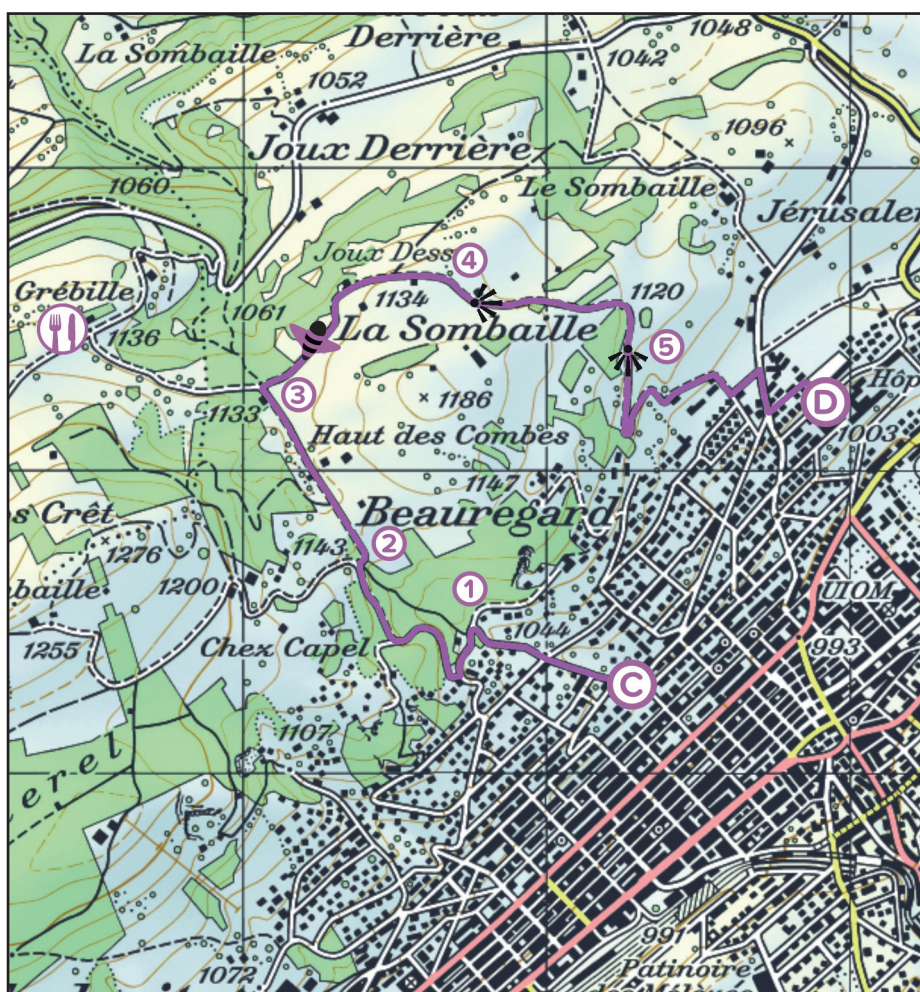 1048
La Sombaille
Derrière
1042
1052
1096
Joux Derrière
1060
Le Sombaille
Jérusale
Joux Dess
4
Grébille
1134
1120
1061
1136
La Sombaille
5
3
1186
D
Hôp
1133
Haut des Combes
1003
1147
s Crêt
Beauregard
2
1276
1143
baille
1200
1
UIOM
1044
1255
Chez Capel
993
C
1107
erel
99
1072
Patinoire